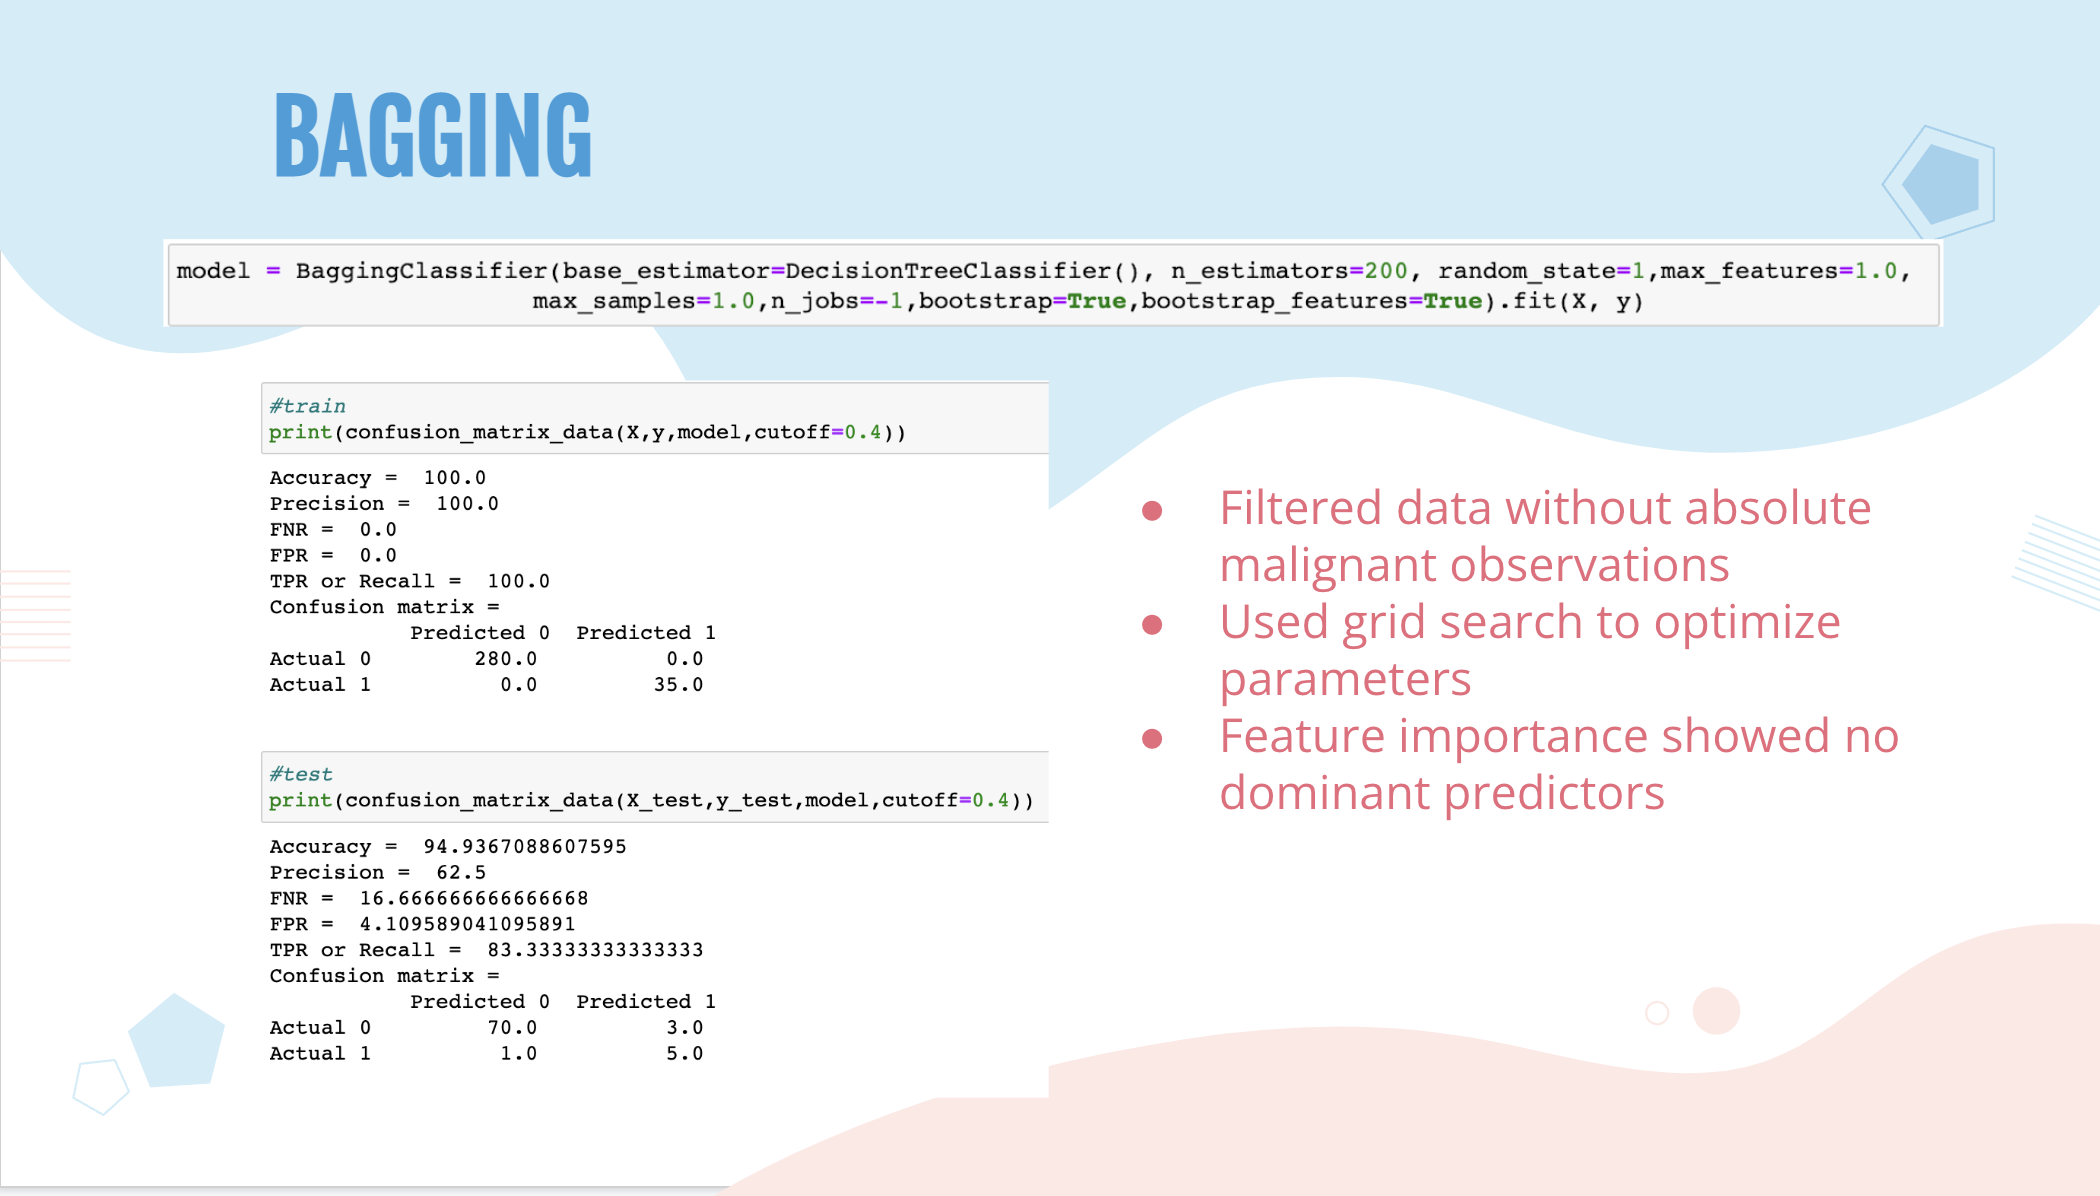 BAGGING
model = BaggingClassifier(base_estimator=DecisionTreeClassifier(), n_estimators=200, random_state=1,max_features=1.0,
max_samples=1.0,n_jobs=-1,bootstrap=True,bootstrap_features=True).fit(X, y)
#train
print(confusion_matrix_data(X,y,model,cutoff=0.4))
Accuracy =  100.0
Precision =  100.0
FNR =  0.0
FPR =  0.0
TPR or Recall =  100.0
Confusion matrix =
Predicted 0  Predicted 1
Actual 0        280.0          0.0
Actual 1          0.0         35.0
#test
print(confusion_matrix_data(X_test,y_test,model,cutoff=0.4))
Accuracy =  94.9367088607595
Precision =  62.5
FNR =  16.666666666666668
FPR =  4.109589041095891
TPR or Recall =  83.33333333333333
Confusion matrix =
Predicted 0  Predicted 1
Actual 0         70.0          3.0
Actual 1          1.0          5.0
● Filtered data without absolute
malignant observations
● Used grid search to optimize
parameters
● Feature importance showed no
dominant predictors